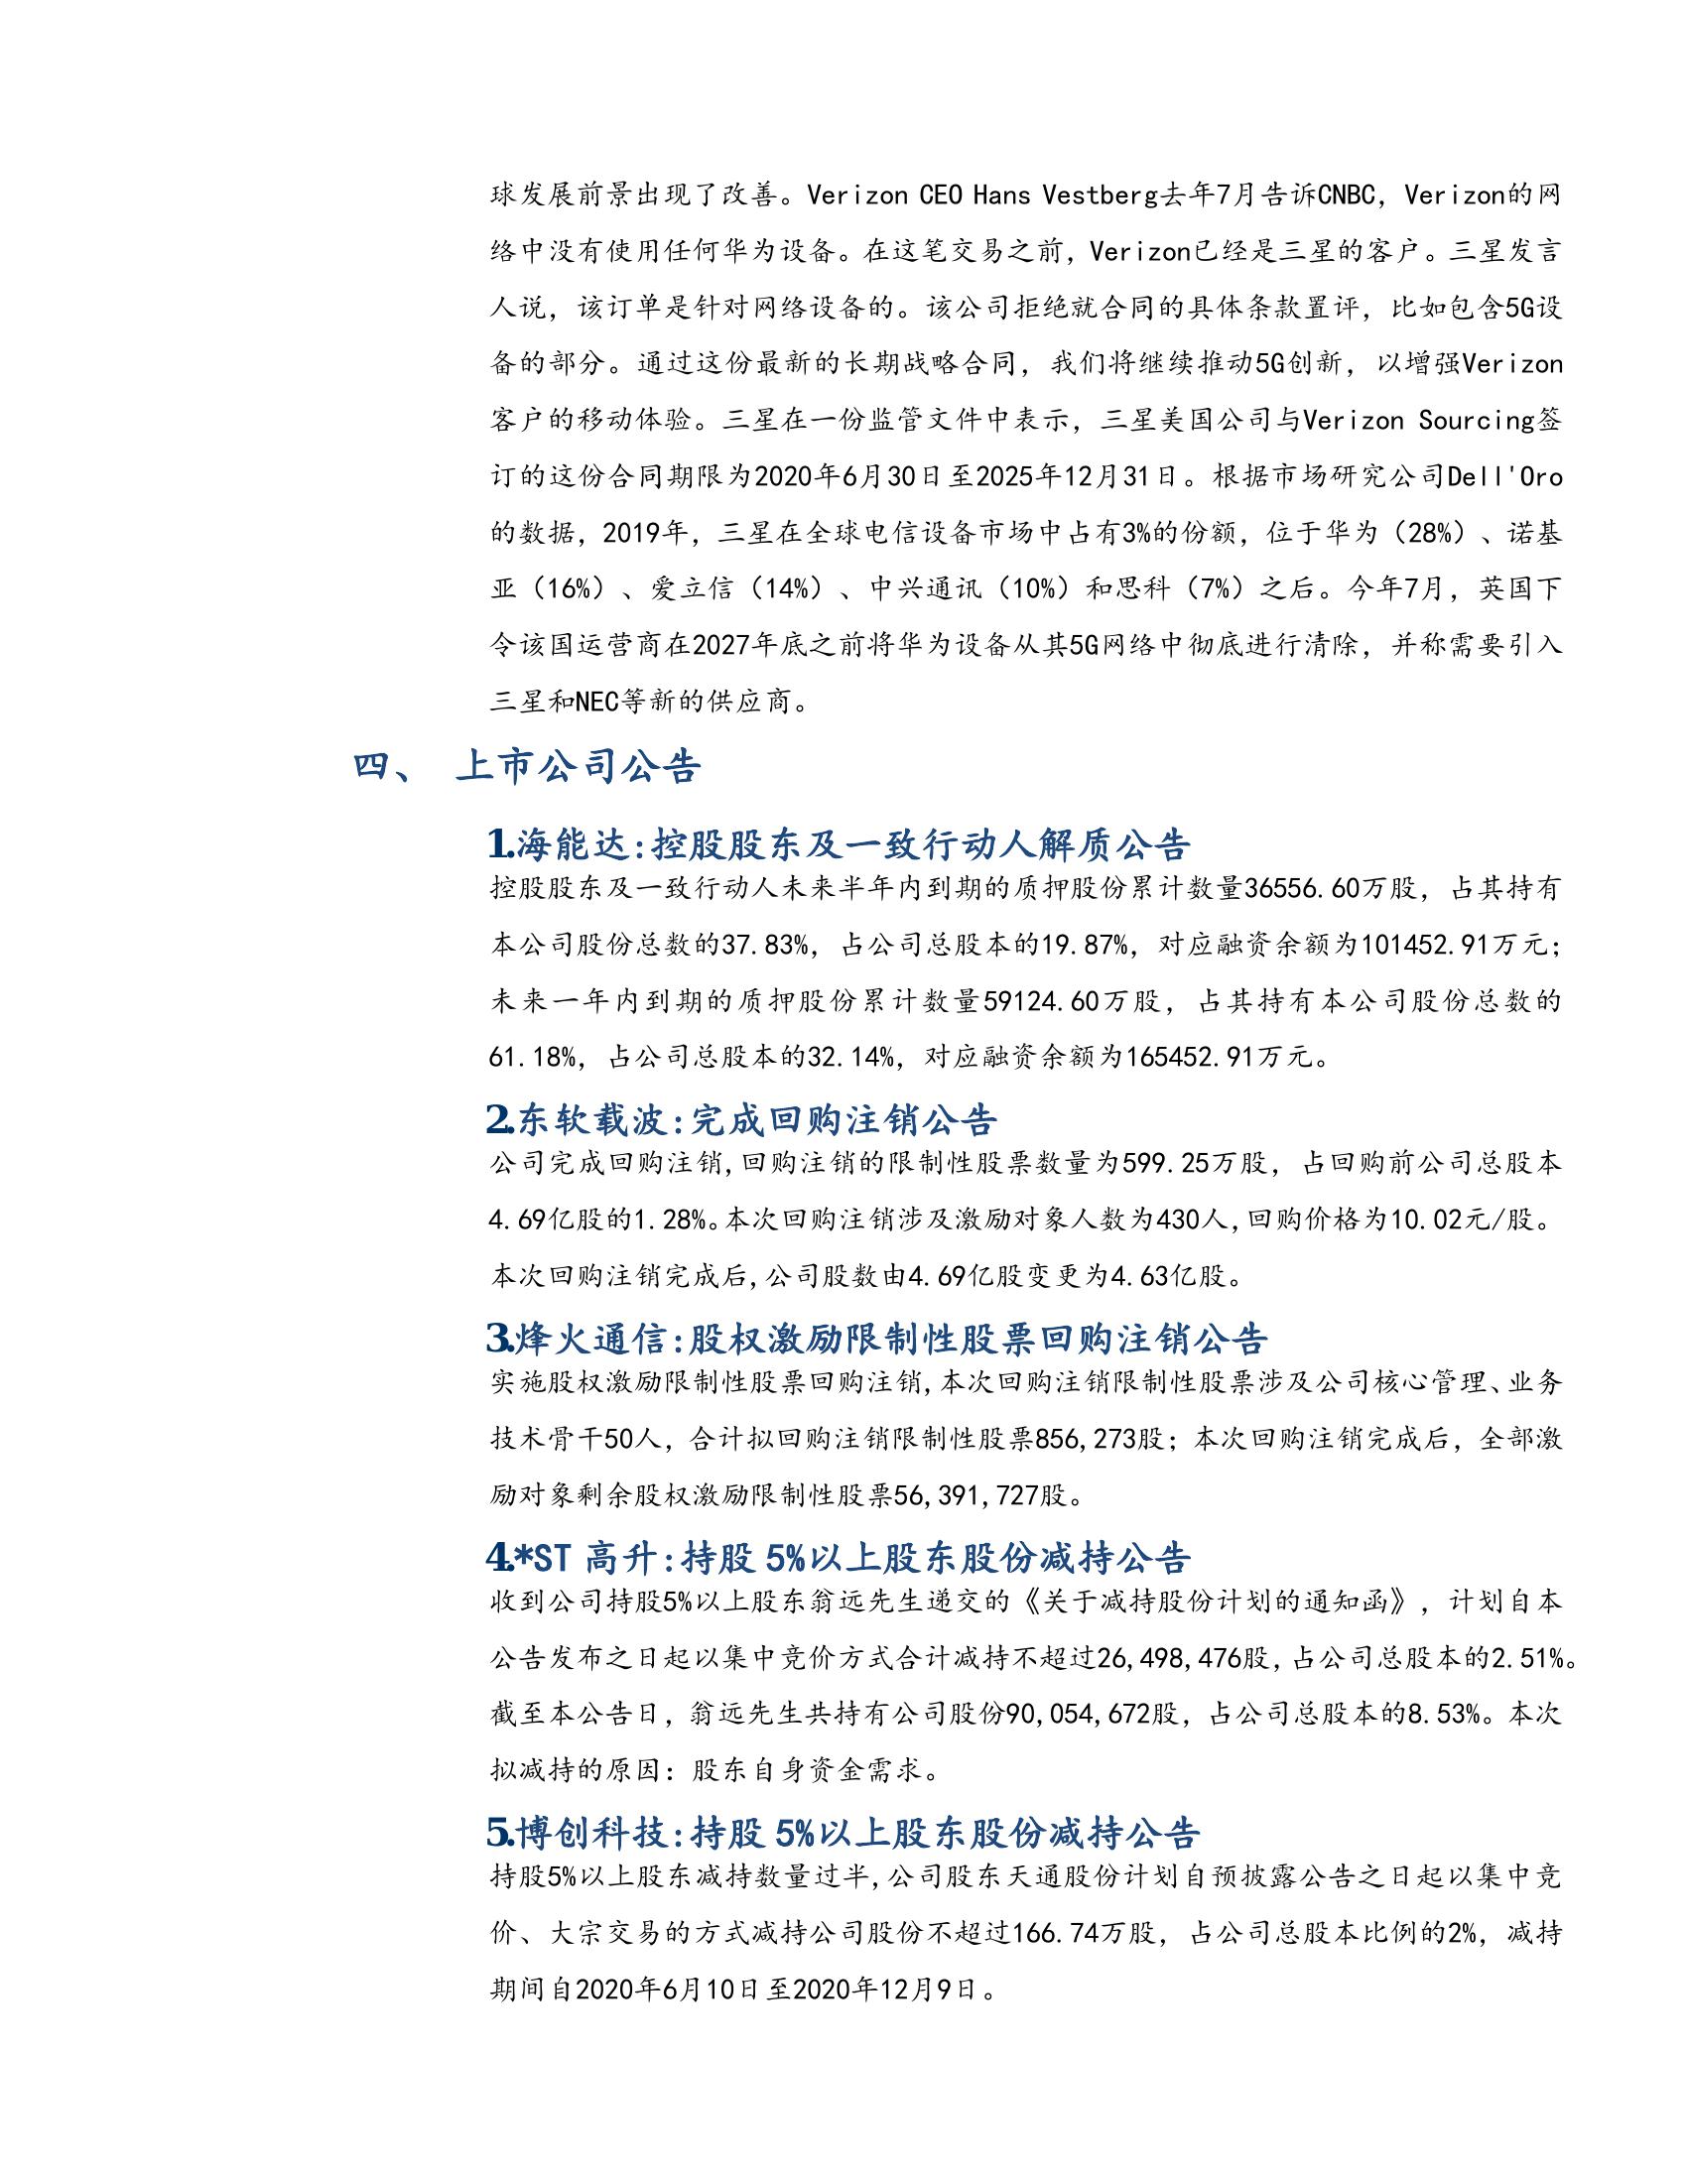 球发展前景出现了改善。Verizon CEO Hans Vestberg去年7月告诉CNBC，Verizon的网
络中没有使用任何华为设备。在这笔交易之前，Verizon已经是三星的客户。三星发言
人说，该订单是针对网络设备的。该公司拒绝就合同的具体条款置评，比如包含5G设
备的部分。通过这份最新的长期战略合同，我们将继续推动5G创新，以增强Verizon
客户的移动体验。三星在一份监管文件中表示，三星美国公司与Verizon Sourcing签
订的这份合同期限为2020年6月30日至2025年12月31日。根据市场研究公司Dell'Oro
的数据，2019年，三星在全球电信设备市场中占有3%的份额，位于华为（28%）、诺基
亚（16%）、爱立信（14%）、中兴通讯（10%）和思科（7%）之后。今年7月，英国下
令该国运营商在2027年底之前将华为设备从其5G网络中彻底进行清除，并称需要引入
三星和NEC等新的供应商。
四、 上市公司公告
1.海能达:控股股东及一致行动人解质公告
控股股东及一致行动人未来半年内到期的质押股份累计数量36556.60万股，占其持有
本公司股份总数的37.83%，占公司总股本的19.87%，对应融资余额为101452.91万元；
未来一年内到期的质押股份累计数量59124.60万股，占其持有本公司股份总数的
61.18%，占公司总股本的32.14%，对应融资余额为165452.91万元。
2.东软载波:完成回购注销公告
公司完成回购注销,回购注销的限制性股票数量为599.25万股，占回购前公司总股本
4.69亿股的1.28%。本次回购注销涉及激励对象人数为430人,回购价格为10.02元/股。
本次回购注销完成后,公司股数由4.69亿股变更为4.63亿股。
3.烽火通信:股权激励限制性股票回购注销公告
实施股权激励限制性股票回购注销,本次回购注销限制性股票涉及公司核心管理、业务
技术骨干50人，合计拟回购注销限制性股票856,273股；本次回购注销完成后，全部激
励对象剩余股权激励限制性股票56,391,727股。
4.*ST 高升:持股 5%以上股东股份减持公告
收到公司持股5%以上股东翁远先生递交的《关于减持股份计划的通知函》，计划自本
公告发布之日起以集中竞价方式合计减持不超过26,498,476股,占公司总股本的2.51%。
截至本公告日，翁远先生共持有公司股份90,054,672股，占公司总股本的8.53%。本次
拟减持的原因：股东自身资金需求。
5.博创科技:持股 5%以上股东股份减持公告
持股5%以上股东减持数量过半,公司股东天通股份计划自预披露公告之日起以集中竞
价、大宗交易的方式减持公司股份不超过166.74万股，占公司总股本比例的2%，减持
期间自2020年6月10日至2020年12月9日。